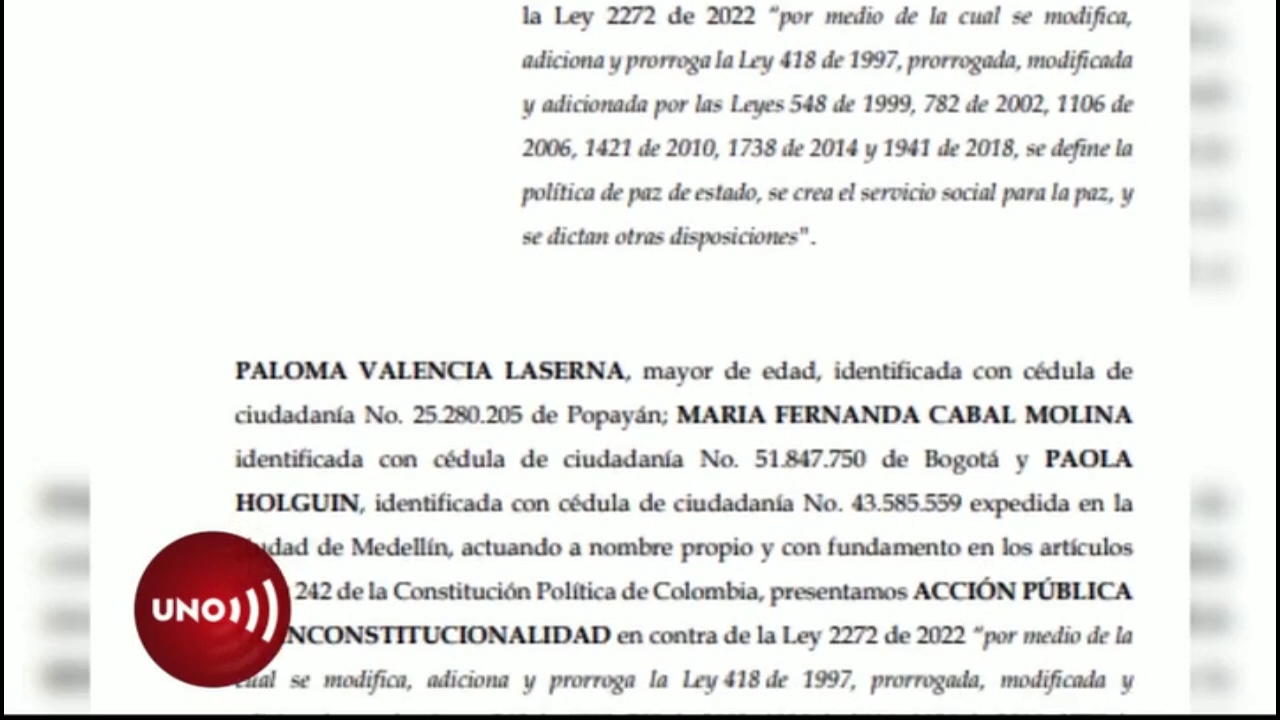 la Ley 2272 de 2022 “por medio de la cual se modifica,
adiciona y prorroga la Ley 418 de 1997, prorrogada, modificada
y adicionada por las Leyes 548 de 1999, 782 de 2002, 1106 de
2006, 1421 de 2010, 1738 de 2014 y 1941 de 2018, se define la
política de paz de estado, se crea el servicio social para la paz, y
se dictan otras disposiciones".
PALOMA VALENCIA LASERNA, mayor de edad, identificada con cédula de
ciudadanía No. 25.280.205 de Popayán; MARIA FERNANDA CABAL MOLINA
identificada con cédula de ciudadanía No. 51.847.750 de Bogotá y PAOLA
HOLGUIN, identificada con cédula de ciudadanía No. 43.585.559 expedida en la
udad de Medellín, actuando a nombre propio y con fundamento en los artículos
242 de la Constitución Política de Colombia, presentamos ACCIÓN PÚBLICA
NCONSTITUCIONALIDAD en contra de la Ley 2272 de 2022 “por medio de la
cual se modifica, adiciona y prorroga la Ley 418 de 1997, prorrogada, modificada y
UNO